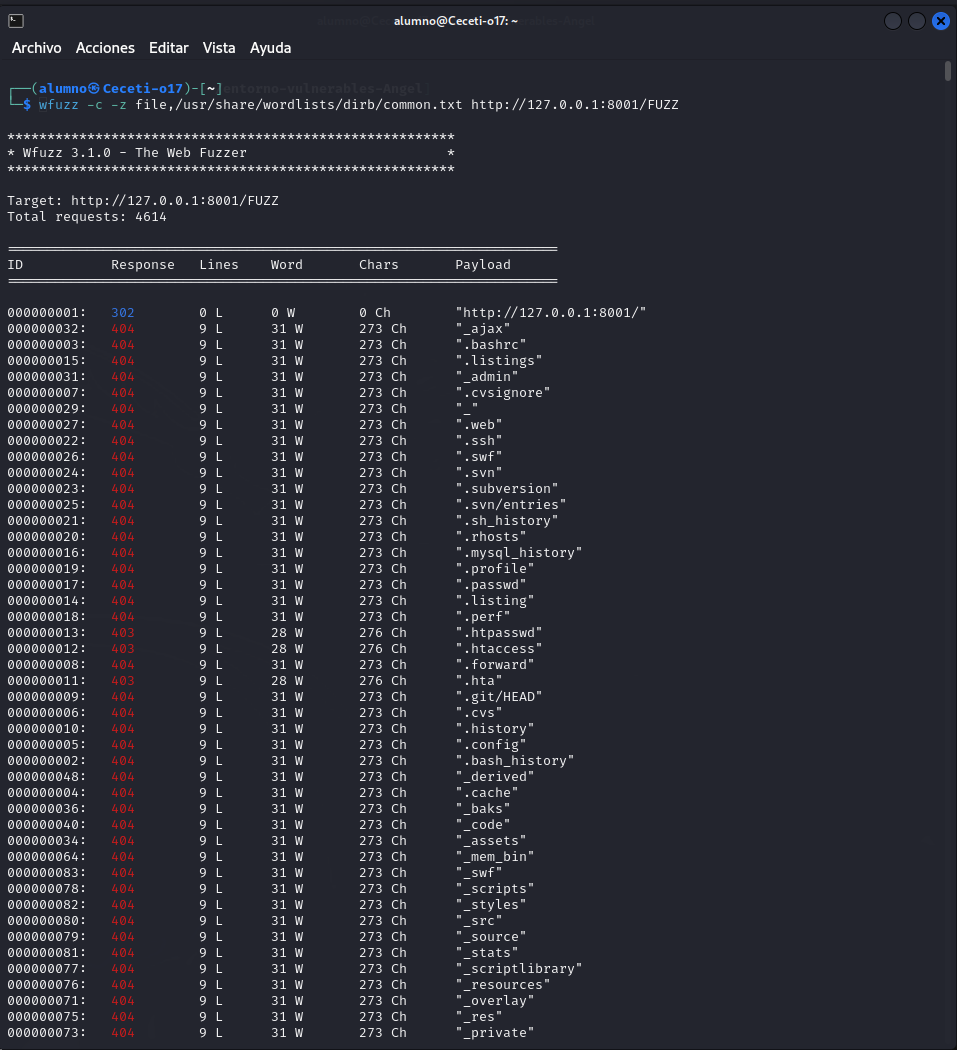 alumno@Ceceti-o17: ~
Archivo Acciones Editar Vista Ayuda
┌──(alumno㉿Ceceti-o17)-[~]entorno-vulnerables-Angel
└─$ wfuzz -c -z file,/usr/share/wordlists/dirb/common.txt http://127.0.0.1:8001/FUZZ
********************************************************
* Wfuzz 3.1.0 - The Web Fuzzer                         *
********************************************************
Target: http://127.0.0.1:8001/FUZZ
Total requests: 4614
=====================================================================
ID           Response   Lines    Word       Chars       Payload
=====================================================================
000000001:   302        0 L      0 W        0 Ch        "http://127.0.0.1:8001/"
000000032:   404        9 L      31 W       273 Ch      "_ajax"
000000003:   404        9 L      31 W       273 Ch      ".bashrc"
000000015:   404        9 L      31 W       273 Ch      ".listings"
000000031:   404        9 L      31 W       273 Ch      "_admin"
000000007:   404        9 L      31 W       273 Ch      ".cvsignore"
000000029:   404        9 L      31 W       273 Ch      "_"
000000027:   404        9 L      31 W       273 Ch      ".web"
000000022:   404        9 L      31 W       273 Ch      ".ssh"
000000026:   404        9 L      31 W       273 Ch      ".swf"
000000024:   404        9 L      31 W       273 Ch      ".svn"
000000023:   404        9 L      31 W       273 Ch      ".subversion"
000000025:   404        9 L      31 W       273 Ch      ".svn/entries"
000000021:   404        9 L      31 W       273 Ch      ".sh_history"
000000020:   404        9 L      31 W       273 Ch      ".rhosts"
000000016:   404        9 L      31 W       273 Ch      ".mysql_history"
000000019:   404        9 L      31 W       273 Ch      ".profile"
000000017:   404        9 L      31 W       273 Ch      ".passwd"
000000014:   404        9 L      31 W       273 Ch      ".listing"
000000018:   404        9 L      31 W       273 Ch      ".perf"
000000013:   403        9 L      28 W       276 Ch      ".htpasswd"
000000012:   403        9 L      28 W       276 Ch      ".htaccess"
000000008:   404        9 L      31 W       273 Ch      ".forward"
000000011:   403        9 L      28 W       276 Ch      ".hta"
000000009:   404        9 L      31 W       273 Ch      ".git/HEAD"
000000006:   404        9 L      31 W       273 Ch      ".cvs"
000000010:   404        9 L      31 W       273 Ch      ".history"
000000005:   404        9 L      31 W       273 Ch      ".config"
000000002:   404        9 L      31 W       273 Ch      ".bash_history"
000000048:   404        9 L      31 W       273 Ch      "_derived"
000000004:   404        9 L      31 W       273 Ch      ".cache"
000000036:   404        9 L      31 W       273 Ch      "_baks"
000000040:   404        9 L      31 W       273 Ch      "_code"
000000034:   404        9 L      31 W       273 Ch      "_assets"
000000064:   404        9 L      31 W       273 Ch      "_mem_bin"
000000083:   404        9 L      31 W       273 Ch      "_swf"
000000078:   404        9 L      31 W       273 Ch      "_scripts"
000000082:   404        9 L      31 W       273 Ch      "_styles"
000000080:   404        9 L      31 W       273 Ch      "_src"
000000079:   404        9 L      31 W       273 Ch      "_source"
000000081:   404        9 L      31 W       273 Ch      "_stats"
000000077:   404        9 L      31 W       273 Ch      "_scriptlibrary"
000000076:   404        9 L      31 W       273 Ch      "_resources"
000000071:   404        9 L      31 W       273 Ch      "_overlay"
000000075:   404        9 L      31 W       273 Ch      "_res"
000000073:   404        9 L      31 W       273 Ch      "_private"